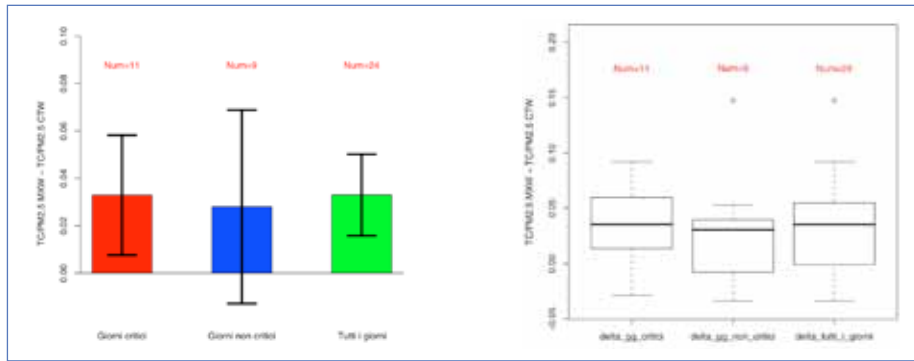 TC/PM2.5 MXW − TC/PM2.5 CTW
0.10
0.08
0.06
0.04
0.02
0.00
Num=11
Num=9
Num=24
Giorni critici
Giorni non critici
Tutti i giorni
TC/PM2.5 MXW − TC/PM2.5 CTW
0.20
0.15
0.10
0.05
0.00
-0.05
Num=11
Num=9
Num=24
delta_gg_critici
delta_gg_non_critici
delta_tutti_i_giorni